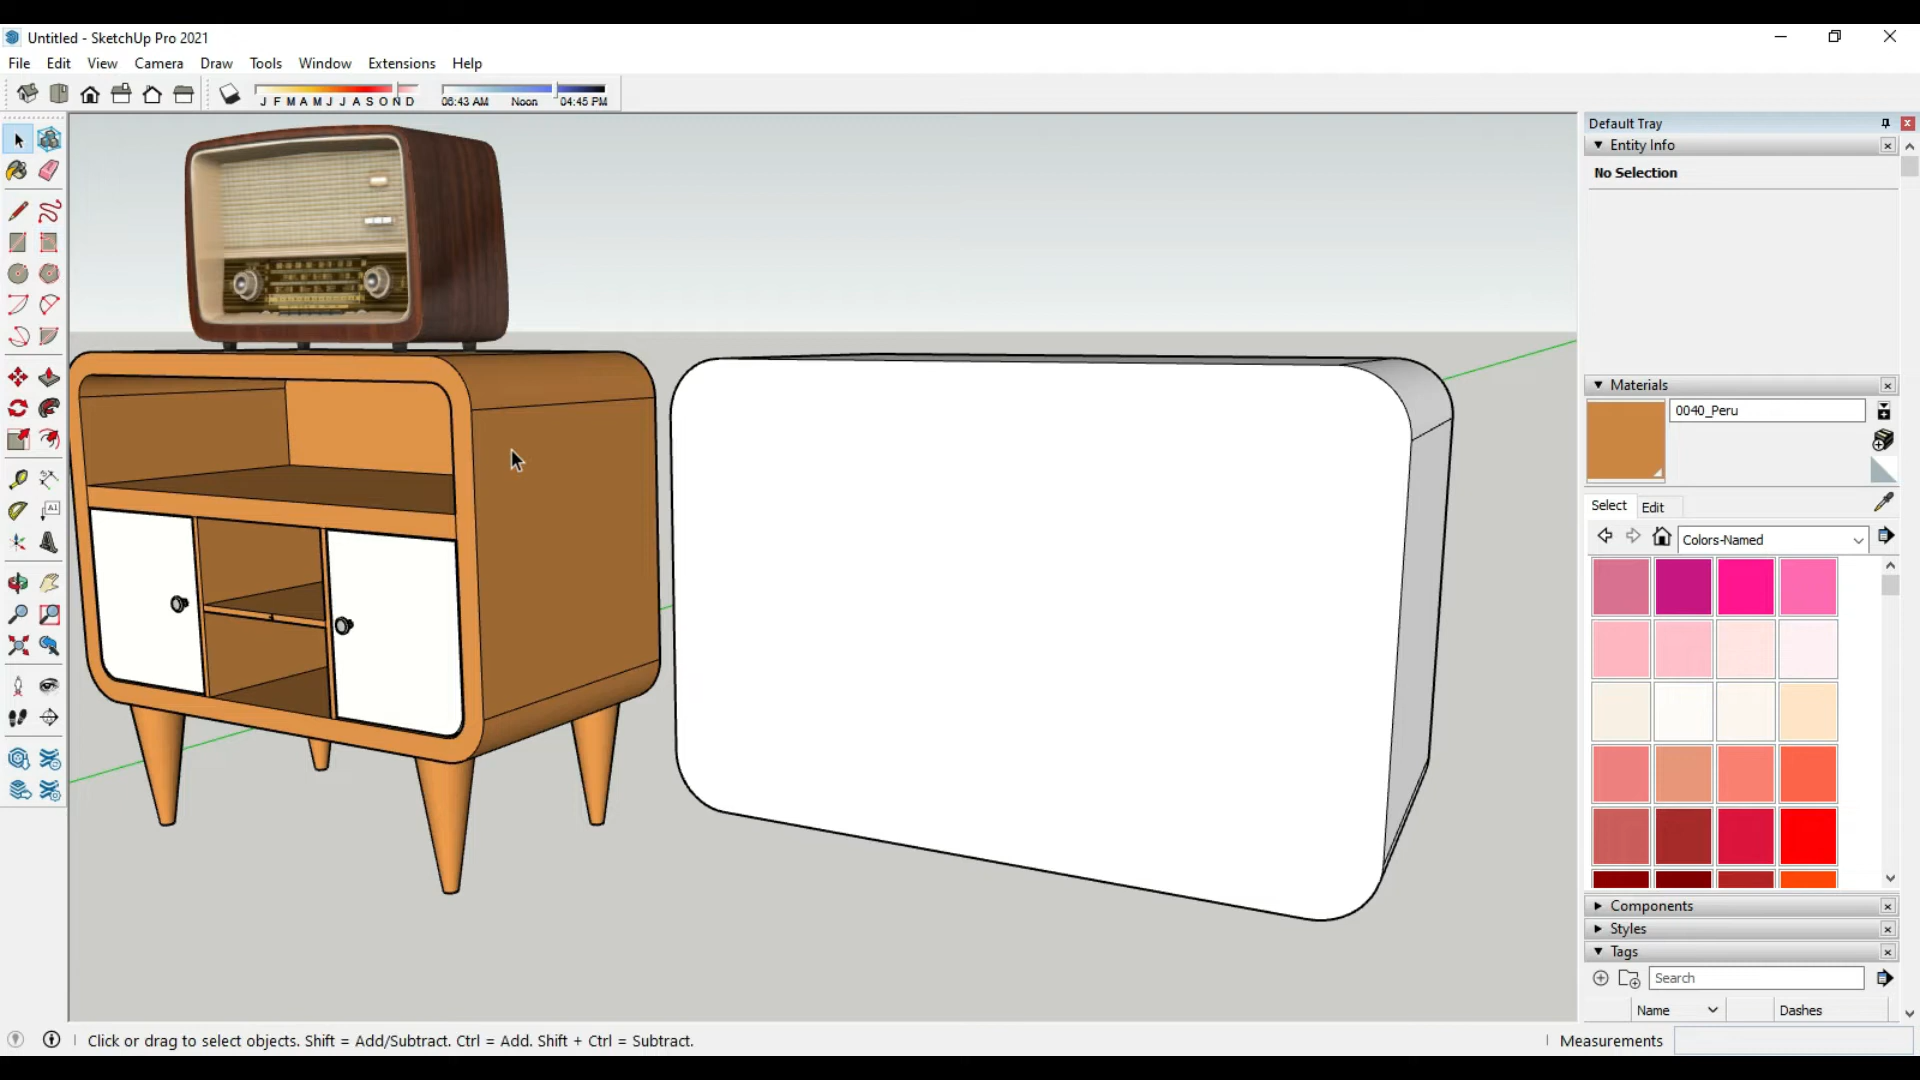 Untitled - SketchUp Pro 2021
File Edit View Camera Draw Tools Window Extensions Help
J F M A M J J A S O N D
06:43 AM Noon 04:45 PM
Default Tray
Entity Info
No Selection
Materials
0040_Peru
Select Edit
Colors-Named
Components
Styles
Tags
Search
Name Dashes
A1
Click or drag to select objects. Shift = Add/Subtract. Ctrl = Add. Shift + Ctrl = Subtract.
Measurements